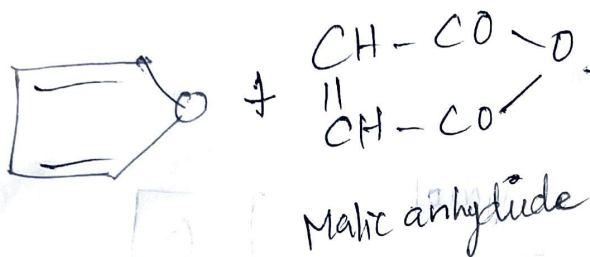 CH - CO
O
+ O
||
CH - CO
Malic anhydride